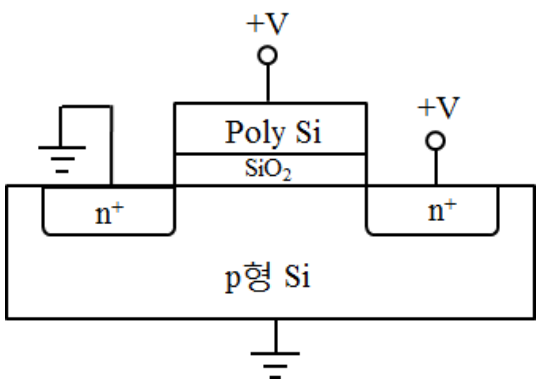 +V
+V
Poly Si
SiO₂
n⁺
n⁺
p형 Si